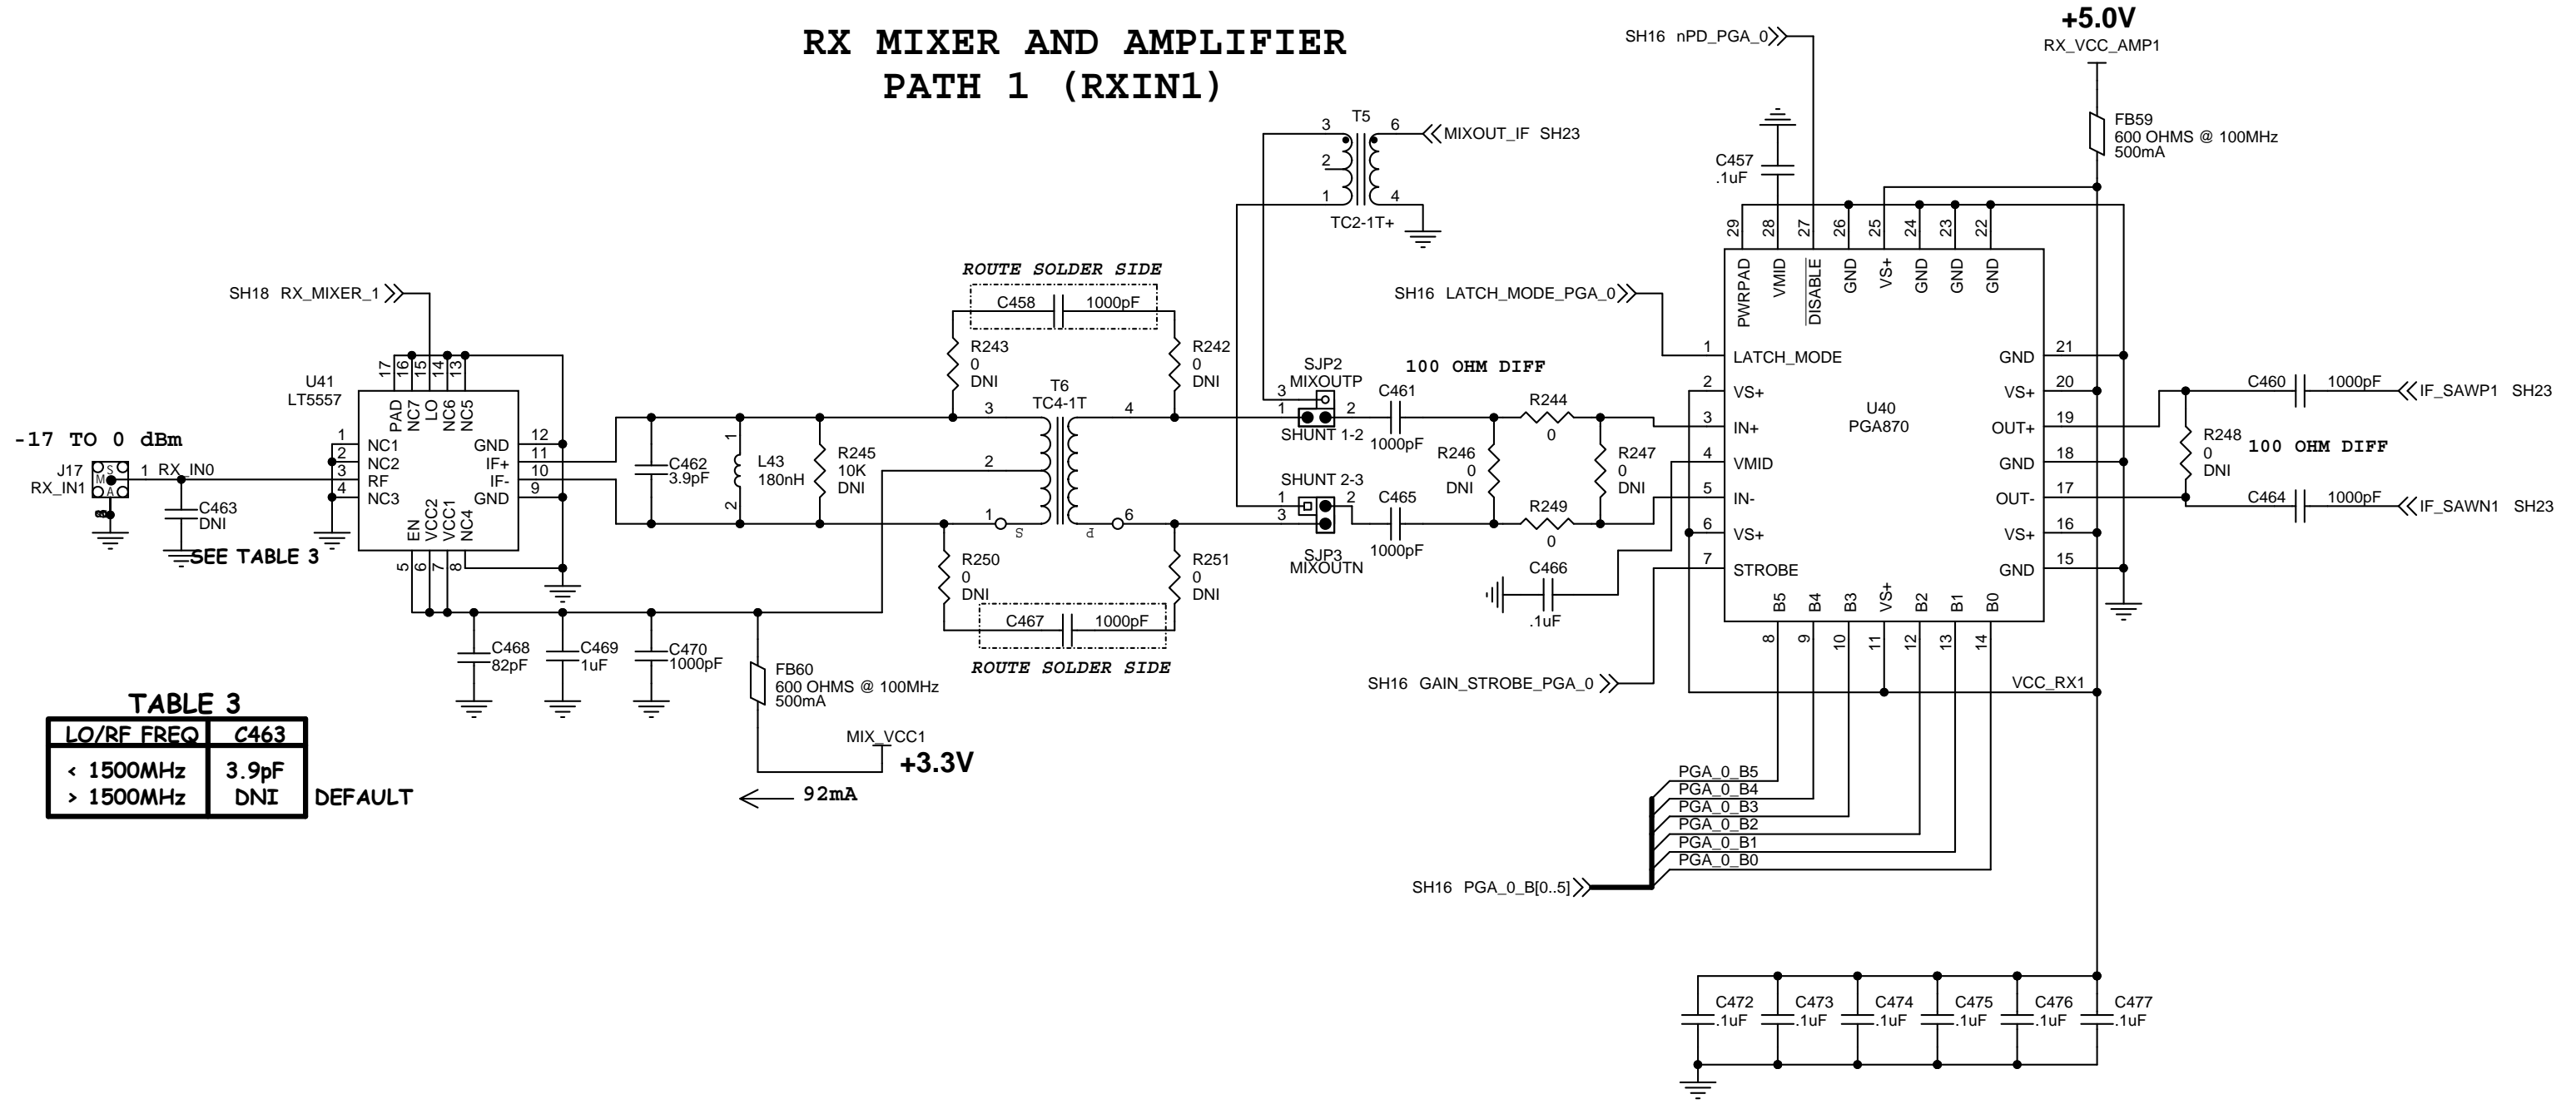 RX MIXER AND AMPLIFIER
PATH 1 (RXIN1)
-17 TO 0 dBm
J17
RX_IN1
S
M
A
1 RX_IN0
C463
DNI
SEE TABLE 3
SH18 RX_MIXER_1
U41
LT5557
17
16
15
14
13
PAD
NC7
LO
NC6
NC5
1 NC1
2 NC2
3 RF
4 NC3
GND 12
IF+ 11
IF- 10
GND 9
EN
VCC2
VCC1
NC4
5
6
7
8
C468
82pF
C469
1uF
C470
1000pF
FB60
600 OHMS @ 100MHz
500mA
MIX_VCC1
+3.3V
92mA
C462
3.9pF
1
L43
180nH
2
R245
10K
DNI
ROUTE SOLDER SIDE
C458 1000pF
R243
0
DNI
R242
0
DNI
T6
TC4-1T
3
2
1
4
6
S
d
R250
0
DNI
R251
0
DNI
C467 1000pF
ROUTE SOLDER SIDE
T5
3
2
1
6
4
TC2-1T+
MIXOUT_IF SH23
SJP2
MIXOUTP
3
1
2
SHUNT 1-2
SHUNT 2-3
1
2
3
SJP3
MIXOUTN
100 OHM DIFF
C461
1000pF
C465
1000pF
R246
0
DNI
R244
0
R249
0
R247
0
DNI
C466
.1uF
SH16 nPD_PGA_0
C457
.1uF
SH16 LATCH_MODE_PGA_0
SH16 GAIN_STROBE_PGA_0
+5.0V
RX_VCC_AMP1
FB59
600 OHMS @ 100MHz
500mA
29
28
27
26
25
24
23
22
PWRPAD
VMID
DISABLE
GND
VS+
GND
GND
GND
U40
PGA870
1 LATCH_MODE
2 VS+
3 IN+
4 VMID
5 IN-
6 VS+
7 STROBE
GND 21
VS+ 20
OUT+ 19
GND 18
OUT- 17
VS+ 16
GND 15
B5
B4
B3
VS+
B2
B1
B0
8
9
10
11
12
13
14
VCC_RX1
C460 1000pF
IF_SAWP1 SH23
R248
0
DNI
100 OHM DIFF
C464 1000pF
IF_SAWN1 SH23
PGA_0_B5
PGA_0_B4
PGA_0_B3
PGA_0_B2
PGA_0_B1
PGA_0_B0
SH16 PGA_0_B[0..5]
C472
.1uF
C473
.1uF
C474
.1uF
C475
.1uF
C476
.1uF
C477
.1uF
TABLE 3
LO/RF FREQ C463
< 1500MHz 3.9pF
> 1500MHz DNI DEFAULT